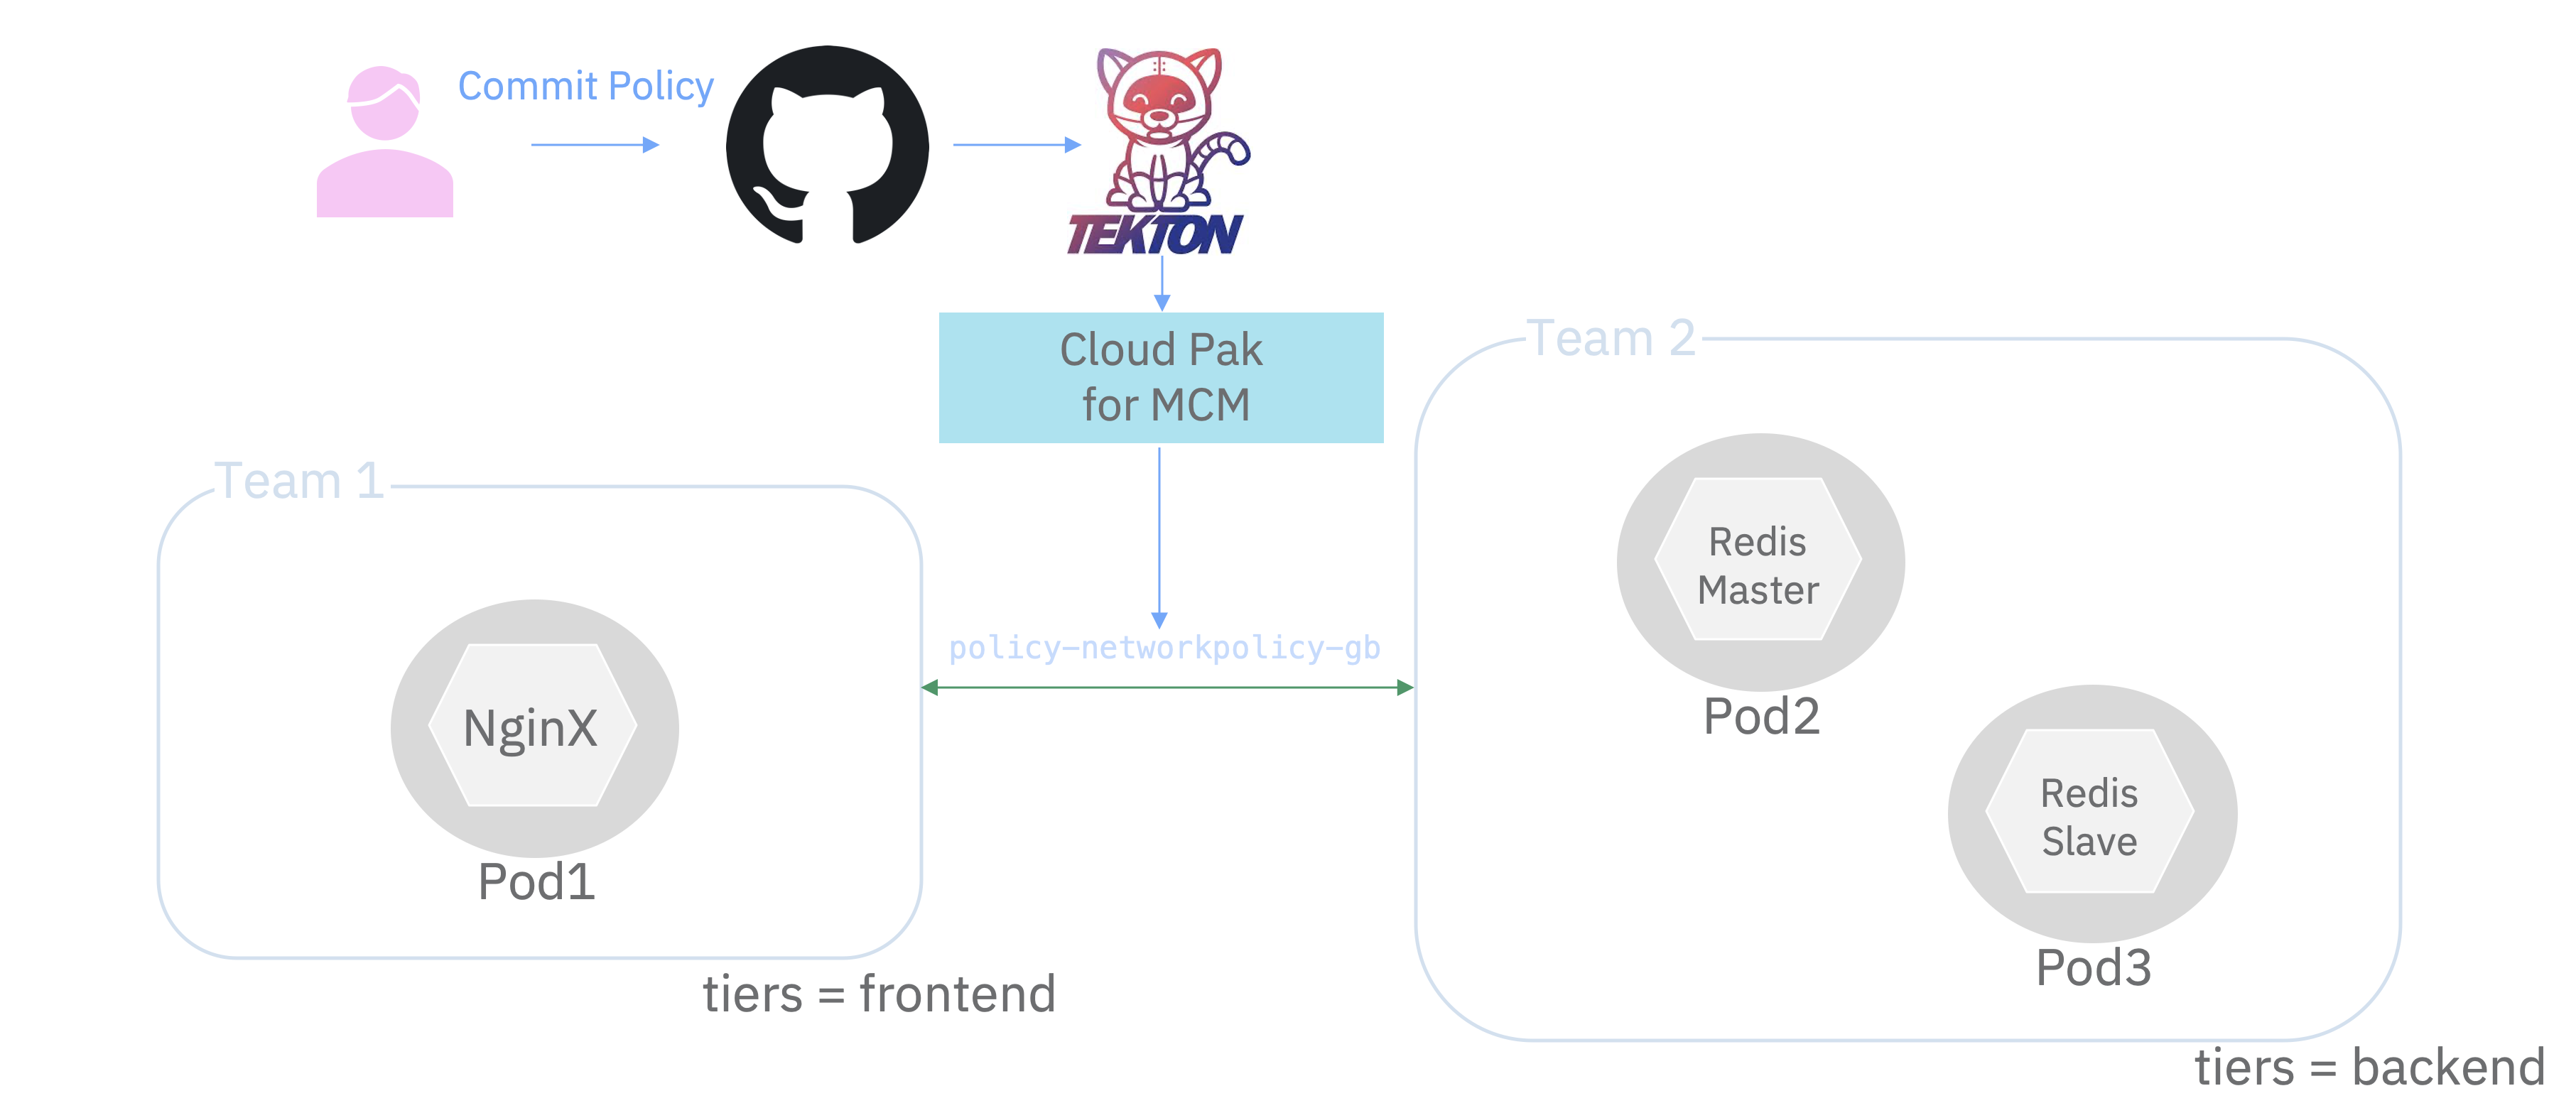 Commit Policy
TEKTON
Cloud Pak
for MCM
Team 1
Team 2
policy-networkpolicy-gb
NginX
Pod1
tiers = frontend
Redis
Master
Pod2
Redis
Slave
Pod3
tiers = backend